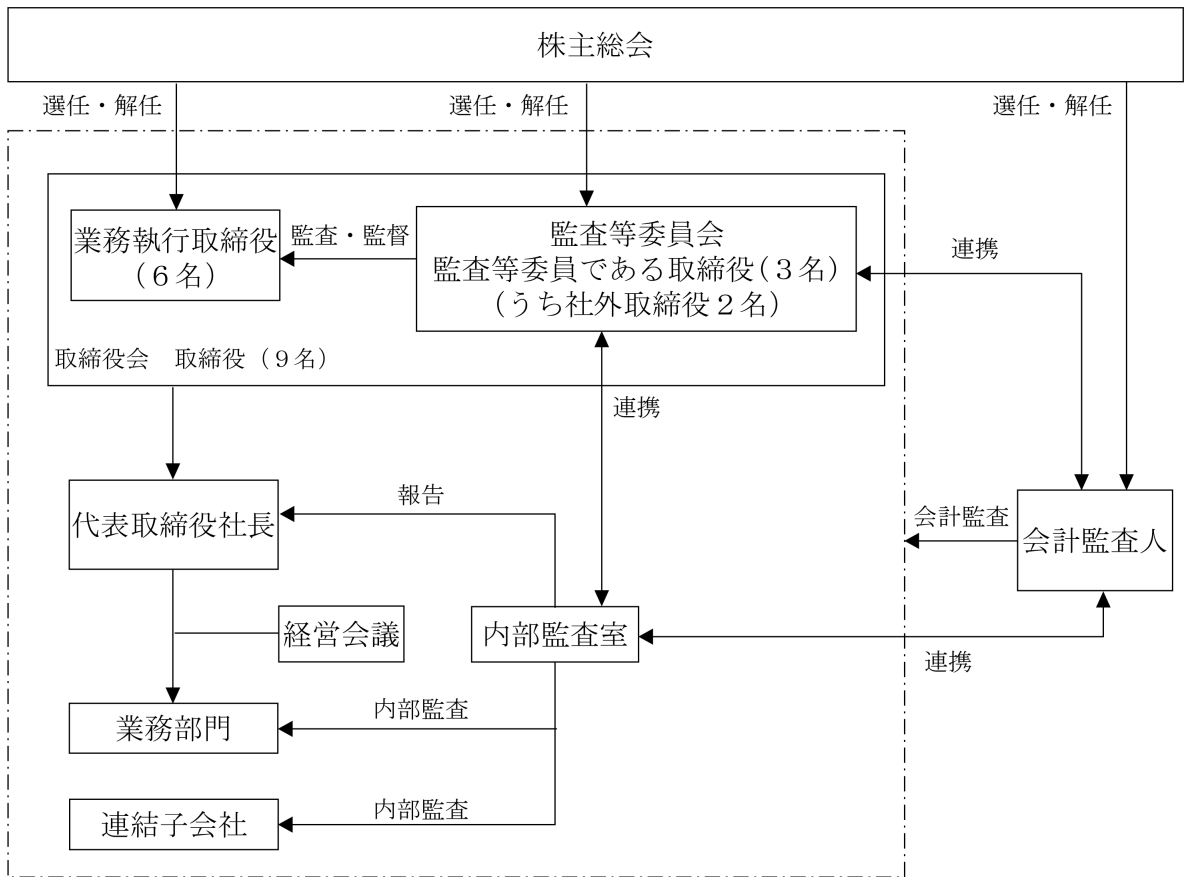 株主総会
選任・解任
選任・解任
選任・解任
業務執行取締役
（６名）
監査・監督
監査等委員会
監査等委員である取締役（３名）
（うち社外取締役２名）
連携
取締役会　取締役（９名）
連携
代表取締役社長
報告
会計監査
会計監査人
経営会議
内部監査室
連携
業務部門
内部監査
連結子会社
内部監査